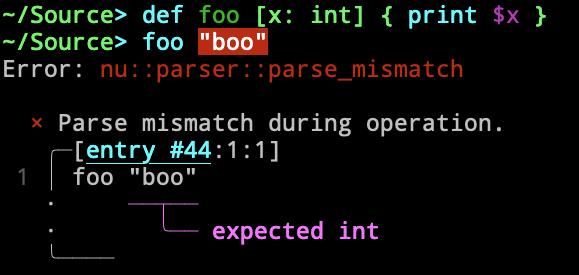 ~/Source> def foo [x: int] { print $x }
~/Source> foo "boo"
Error: nu::parser::parse_mismatch
× Parse mismatch during operation.
╭─[entry #44:1:1]
1 │ foo "boo"
· ──┬──
· ╰── expected int
╰────